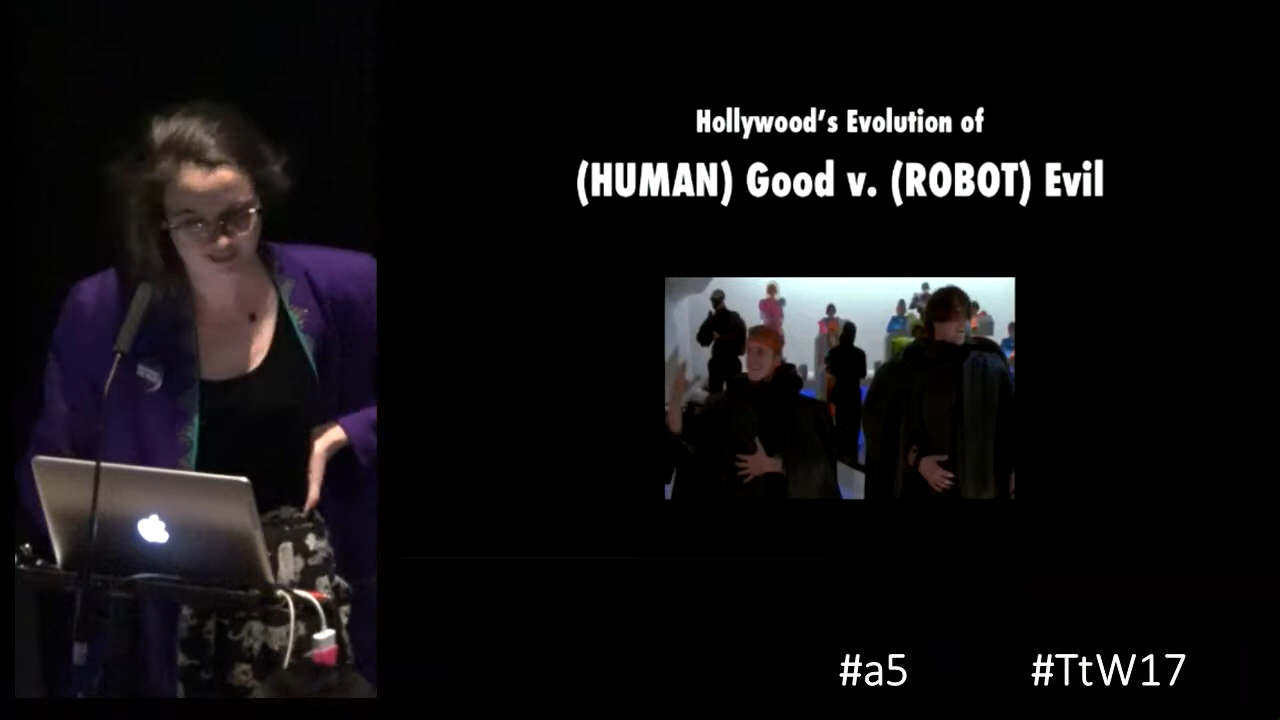 Hollywood's Evolution of
(HUMAN) Good v. (ROBOT) Evil
#a5 #TtW17